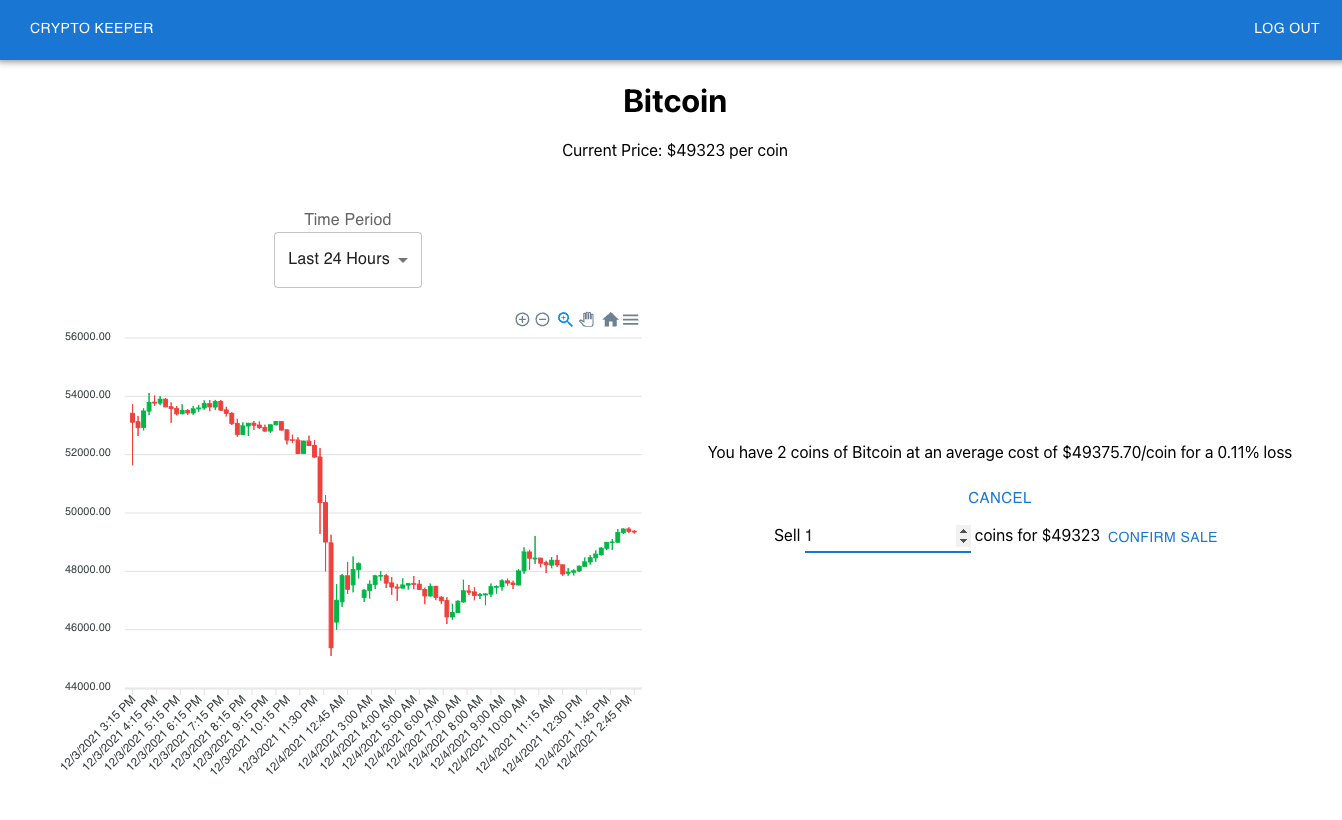 CRYPTO KEEPER
LOG OUT
Bitcoin
Current Price: $49323 per coin
Time Period
Last 24 Hours
56000.00
54000.00
52000.00
50000.00
48000.00
46000.00
44000.00
12/3/2021 3:15 PM
12/3/2021 4:15 PM
12/3/2021 5:15 PM
12/3/2021 6:15 PM
12/3/2021 7:15 PM
12/3/2021 8:15 PM
12/3/2021 9:15 PM
12/3/2021 10:15 PM
12/3/2021 11:30 PM
12/4/2021 12:45 AM
12/4/2021 3:00 AM
12/4/2021 4:00 AM
12/4/2021 5:00 AM
12/4/2021 6:00 AM
12/4/2021 7:00 AM
12/4/2021 8:00 AM
12/4/2021 9:00 AM
12/4/2021 10:00 AM
12/4/2021 11:15 AM
12/4/2021 12:30 PM
12/4/2021 1:45 PM
12/4/2021 2:45 PM
You have 2 coins of Bitcoin at an average cost of $49375.70/coin for a 0.11% loss
CANCEL
Sell 1 coins for $49323 CONFIRM SALE